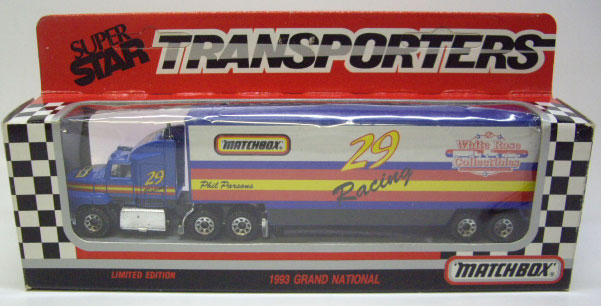 SUPER
STAR
TRANSPORTERS
MATCHBOX
29
Racing
White Rose
Collectibles
29
Phil Parsons
LIMITED EDITION
1993 GRAND NATIONAL
MATCHBOX